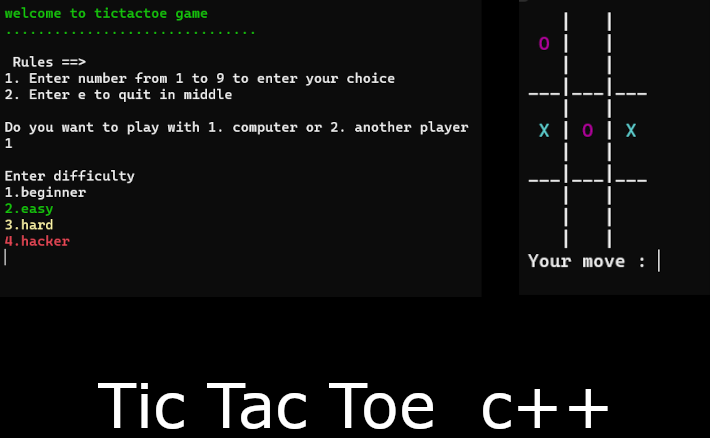 welcome to tictactoe game
...............................
Rules ==>
1. Enter number from 1 to 9 to enter your choice
2. Enter e to quit in middle
Do you want to play with 1. computer or 2. another player
1
Enter difficulty
1.beginner
2.easy
3.hard
4.hacker
O
X O X
Your move :
Tic Tac Toe c++